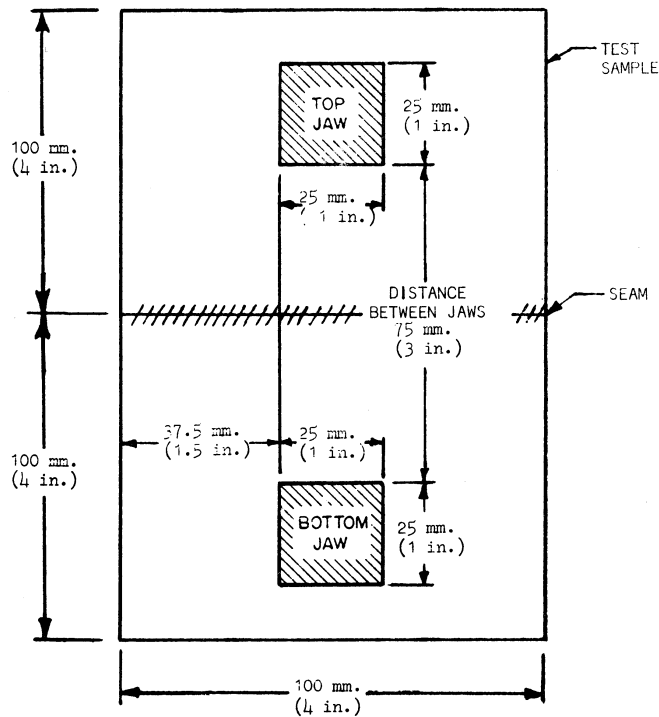 TEST
SAMPLE
TOP
JAW
25 mm.
(1 in.)
100 mm.
(4 in.)
25 mm.
( 1 in.)
DISTANCE
BETWEEN JAWS
75 mm.
(3 in.)
SEAM
37.5 mm.
(1.5 in.)
25 mm.
(1 in.)
100 mm.
(4 in.)
BOTTOM
JAW
25 mm.
(1 in.)
100 mm.
(4 in.)